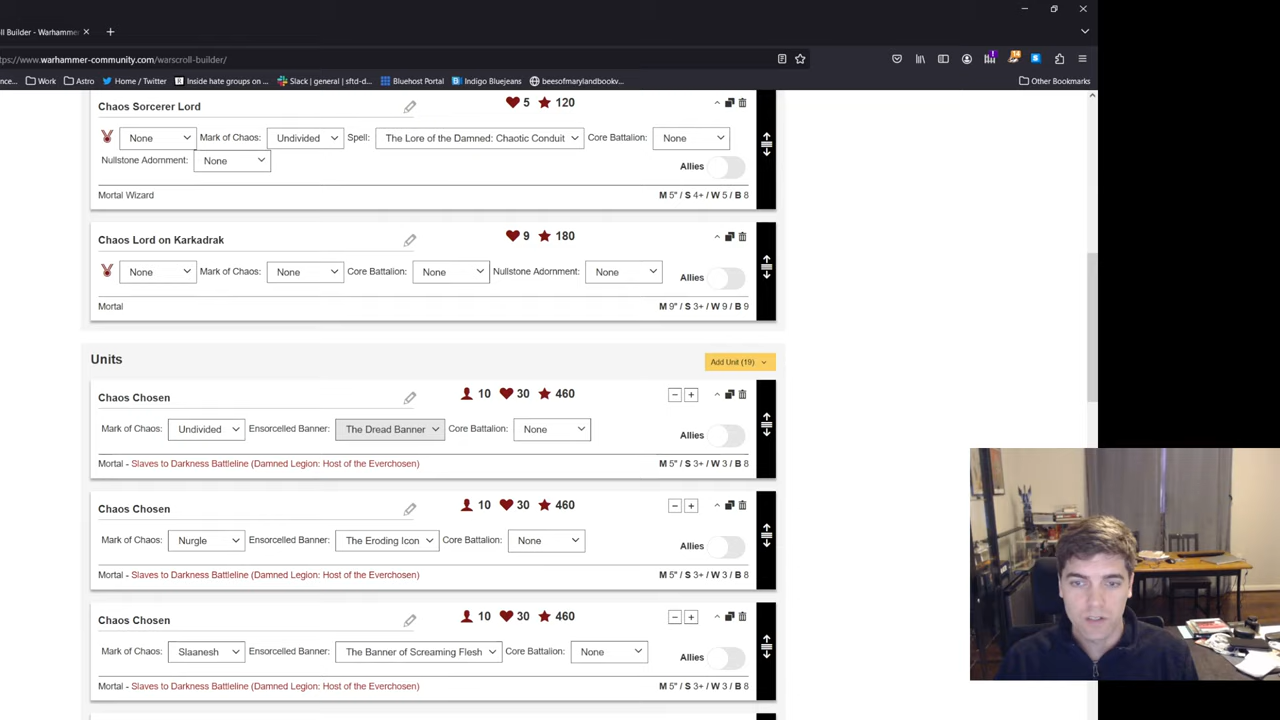 ll Builder - Warhamme
ttps://www.warhammer-community.com/warscroll-builder/
1
nce...
Work
Astro
Home / Twitter
Inside hate groups on ...
Slack | general | sftd-d...
Bluehost Portal
Indigo Bluejeans
beesofmarylandbookv...
Other Bookmarks
Chaos Sorcerer Lord 5 120
None Mark of Chaos: Undivided Spell: The Lore of the Damned: Chaotic Conduit Core Battalion: None
Nullstone Adornment: None Allies
Mortal Wizard M 5" / S 4+ / W 5 / B 8
Chaos Lord on Karkadrak 9 180
None Mark of Chaos: None Core Battalion: None Nullstone Adornment: None Allies
Mortal M 9" / S 3+ / W 9 / B 9
Units Add Unit (19)
Chaos Chosen 10 30 460 − +
Mark of Chaos: Undivided Ensorcelled Banner: The Dread Banner Core Battalion: None Allies
Mortal - Slaves to Darkness Battleline (Damned Legion: Host of the Everchosen) M 5" / S 3+ / W 3 / B 8
Chaos Chosen 10 30 460 − +
Mark of Chaos: Nurgle Ensorcelled Banner: The Eroding Icon Core Battalion: None Allies
Mortal - Slaves to Darkness Battleline (Damned Legion: Host of the Everchosen) M 5" / S 3+ / W 3 / B 8
Chaos Chosen 10 30 460 − +
Mark of Chaos: Slaanesh Ensorcelled Banner: The Banner of Screaming Flesh Core Battalion: None Allies
Mortal - Slaves to Darkness Battleline (Damned Legion: Host of the Everchosen) M 5" / S 3+ / W 3 / B 8